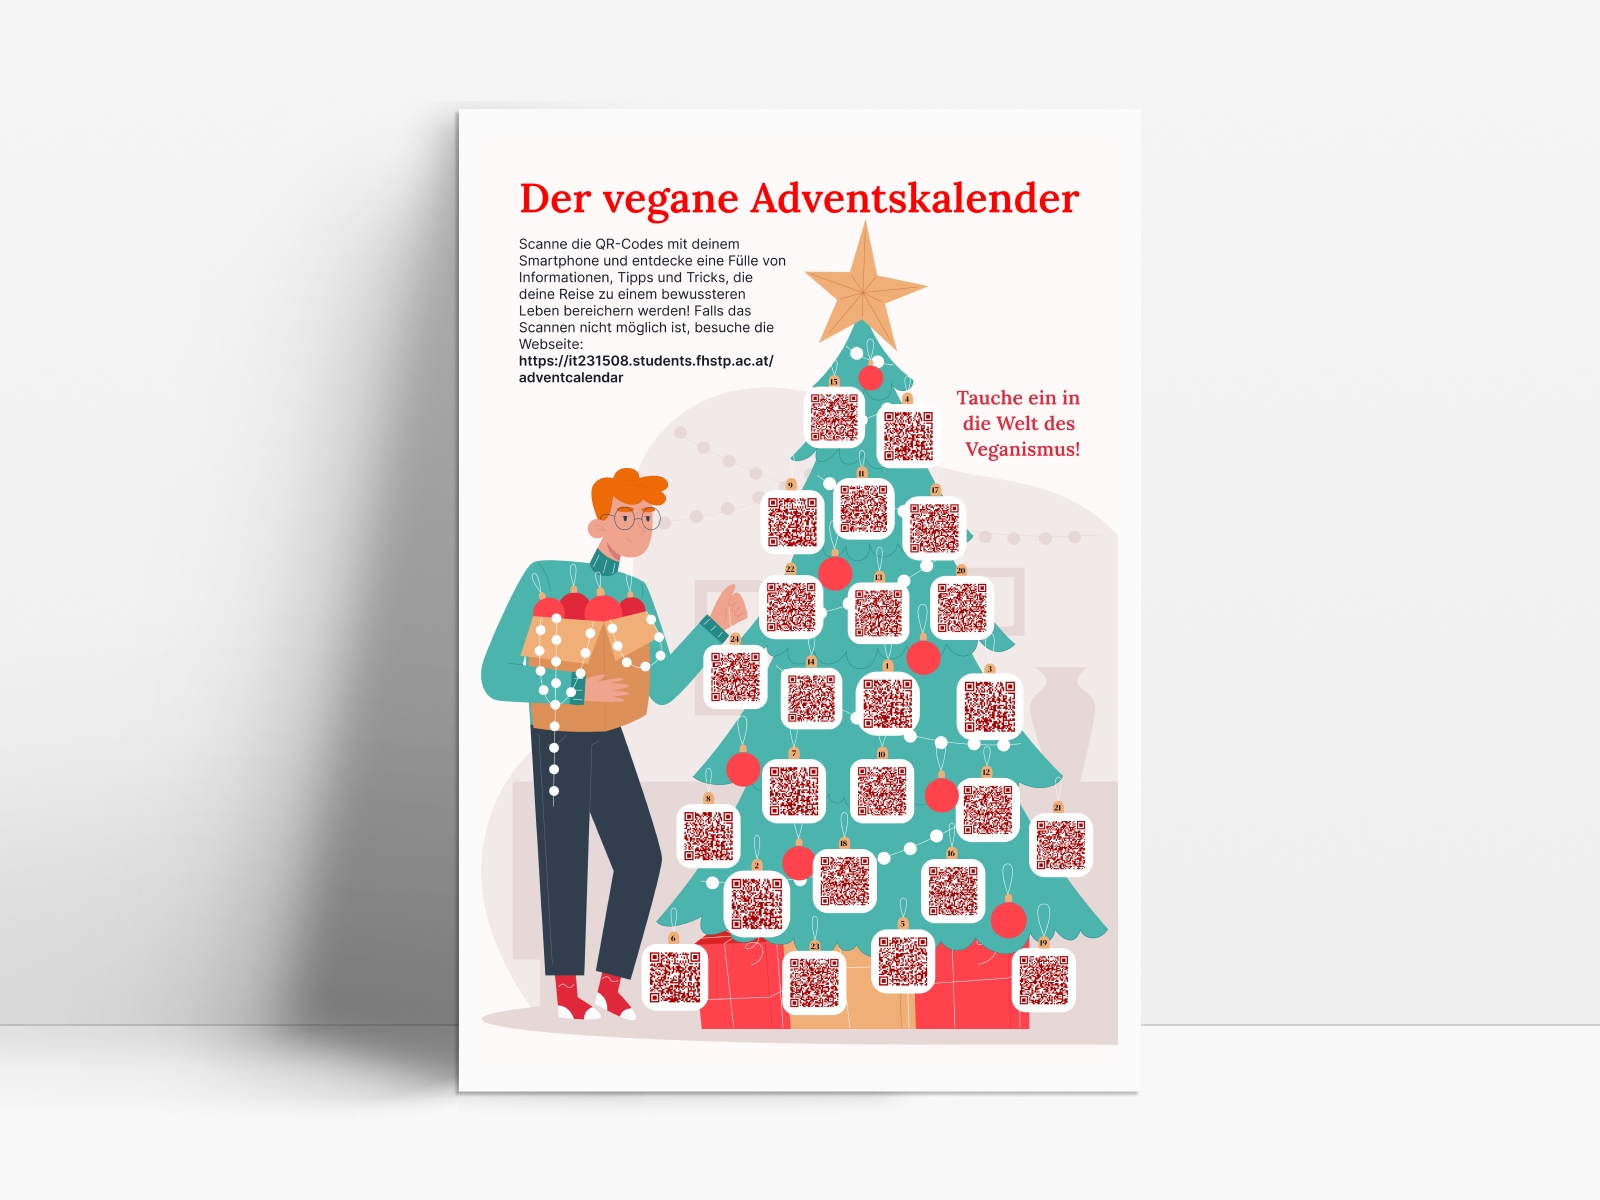 Der vegane Adventskalender
Scanne die QR-Codes mit deinem
Smartphone und entdecke eine Fülle von
Informationen, Tipps und Tricks, die
deine Reise zu einem bewussteren
Leben bereichern werden! Falls das
Scannen nicht möglich ist, besuche die
Webseite:
https://it231508.students.fhstp.ac.at/
adventcalendar
Tauche ein in
die Welt des
Veganismus!
15
4
11
9
17
22
13
20
24
14
1
3
7
10
12
8
21
18
16
2
5
6
23
19